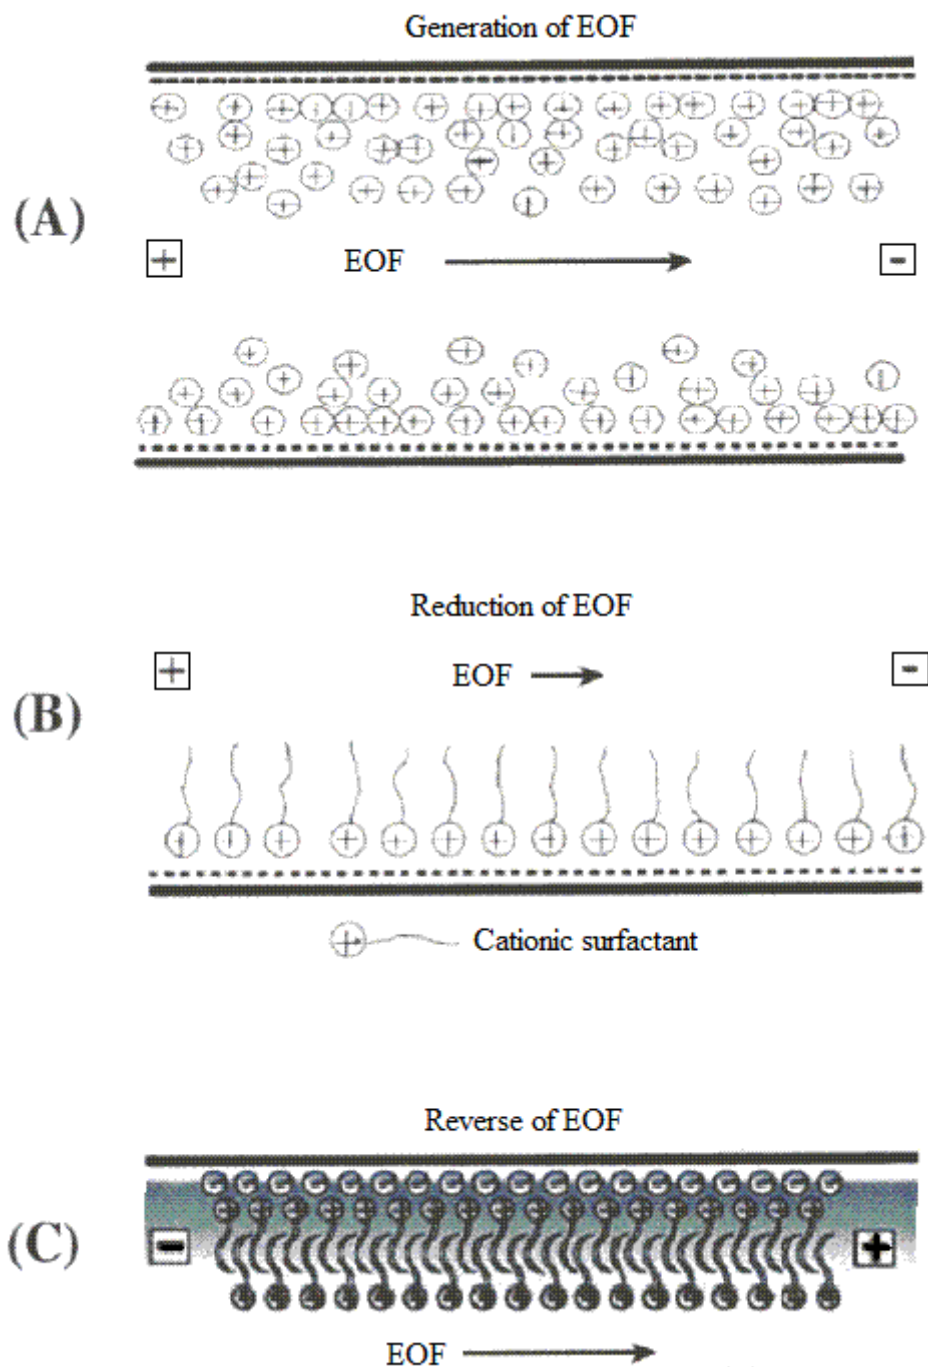 Generation of EOF
(A)
+ EOF -
Reduction of EOF
+ EOF -
(B)
Cationic surfactant
Reverse of EOF
(C)
- +
EOF